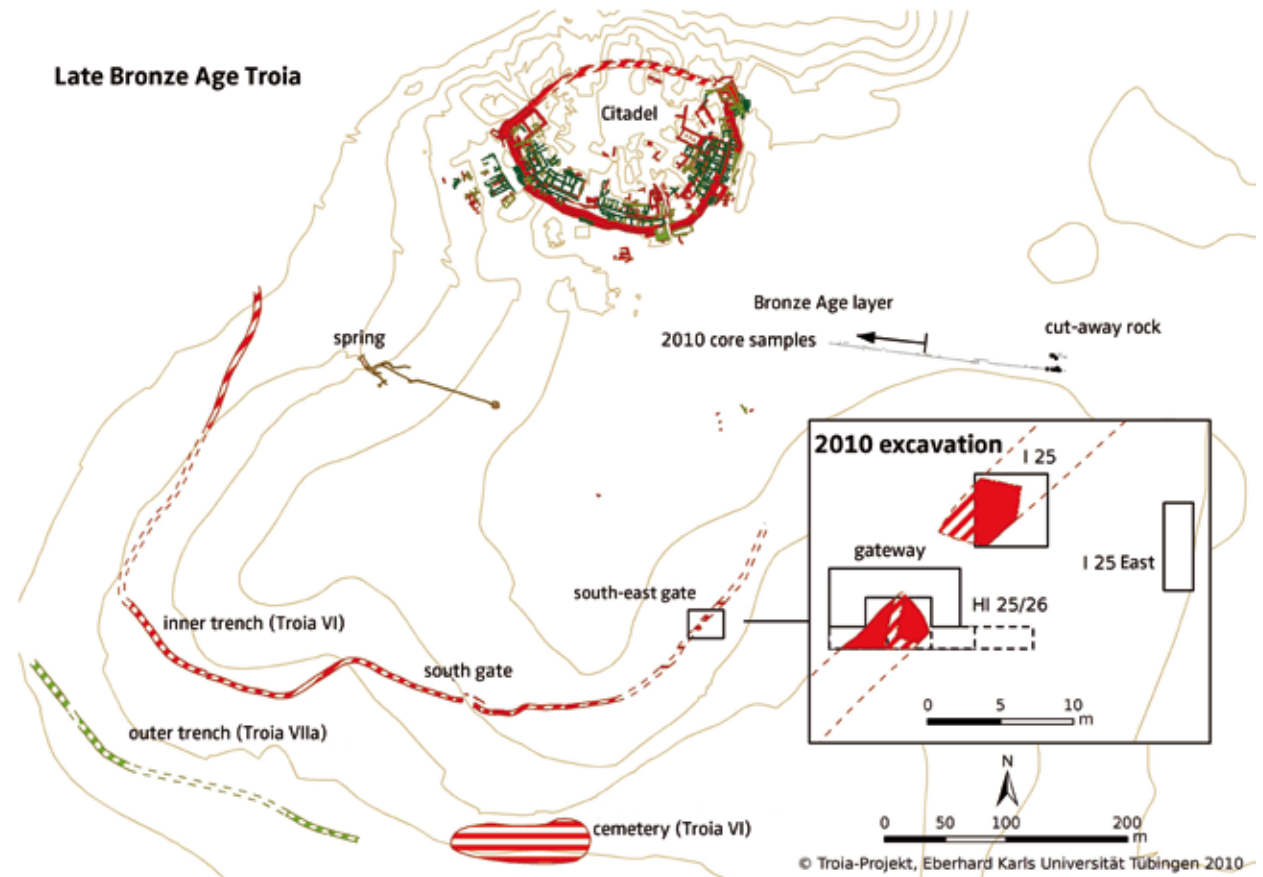 Late Bronze Age Troia
Citadel
Bronze Age layer
2010 core samples
cut-away rock
spring
2010 excavation
I 25
gateway
I 25 East
HI 25/26
south-east gate
inner trench (Troia VI)
south gate
outer trench (Troia VIIa)
0 5 10
m
N
cemetery (Troia VI)
0 50 100 200
m
© Troia-Projekt, Eberhard Karls Universität Tübingen 2010